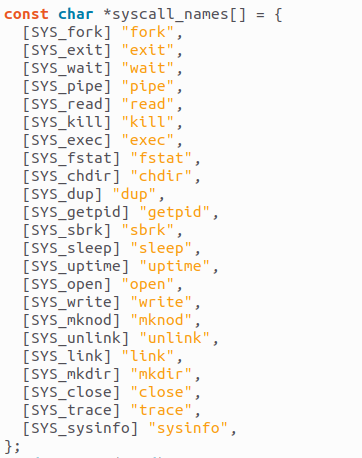 const char *syscall_names[] = {
  [SYS_fork] "fork",
  [SYS_exit] "exit",
  [SYS_wait] "wait",
  [SYS_pipe] "pipe",
  [SYS_read] "read",
  [SYS_kill] "kill",
  [SYS_exec] "exec",
  [SYS_fstat] "fstat",
  [SYS_chdir] "chdir",
  [SYS_dup] "dup",
  [SYS_getpid] "getpid",
  [SYS_sbrk] "sbrk",
  [SYS_sleep] "sleep",
  [SYS_uptime] "uptime",
  [SYS_open] "open",
  [SYS_write] "write",
  [SYS_mknod] "mknod",
  [SYS_unlink] "unlink",
  [SYS_link] "link",
  [SYS_mkdir] "mkdir",
  [SYS_close] "close",
  [SYS_trace] "trace",
  [SYS_sysinfo] "sysinfo",
};